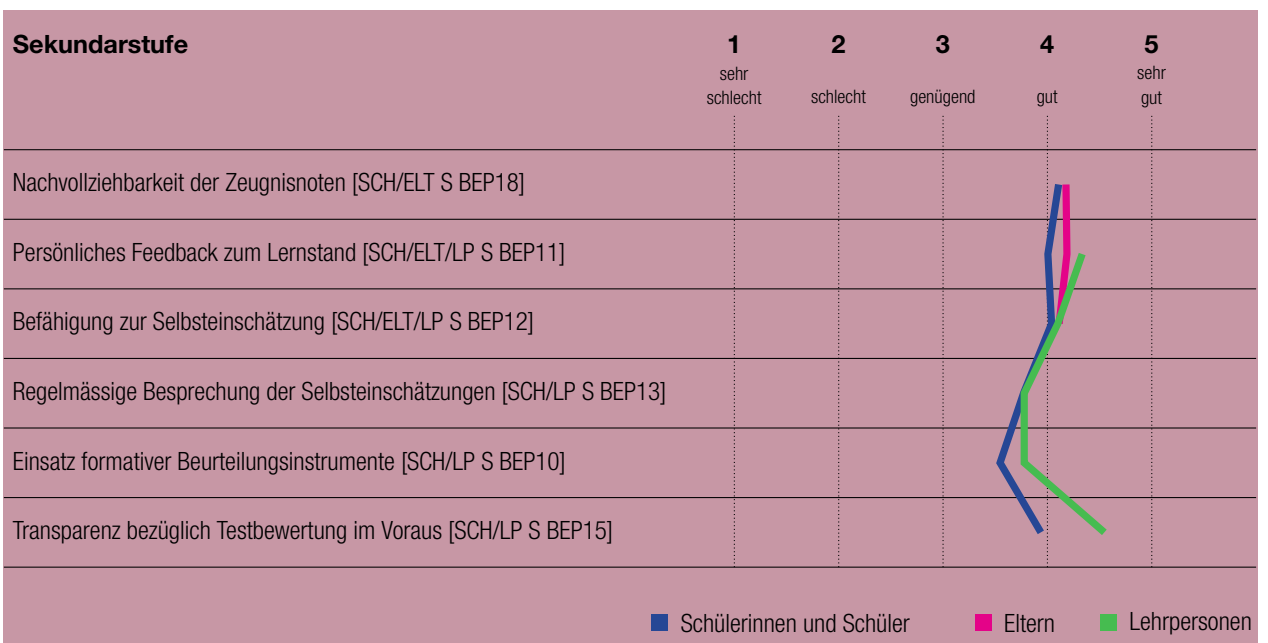 Sekundarstufe 1 2 3 4 5
sehr sehr
schlecht schlecht genügend gut gut
Nachvollziehbarkeit der Zeugnisnoten [SCH/ELT S BEP18]
Persönliches Feedback zum Lernstand [SCH/ELT/LP S BEP11]
Befähigung zur Selbsteinschätzung [SCH/ELT/LP S BEP12]
Regelmässige Besprechung der Selbsteinschätzungen [SCH/LP S BEP13]
Einsatz formativer Beurteilungsinstrumente [SCH/LP S BEP10]
Transparenz bezüglich Testbewertung im Voraus [SCH/LP S BEP15]
Schülerinnen und Schüler Eltern Lehrpersonen